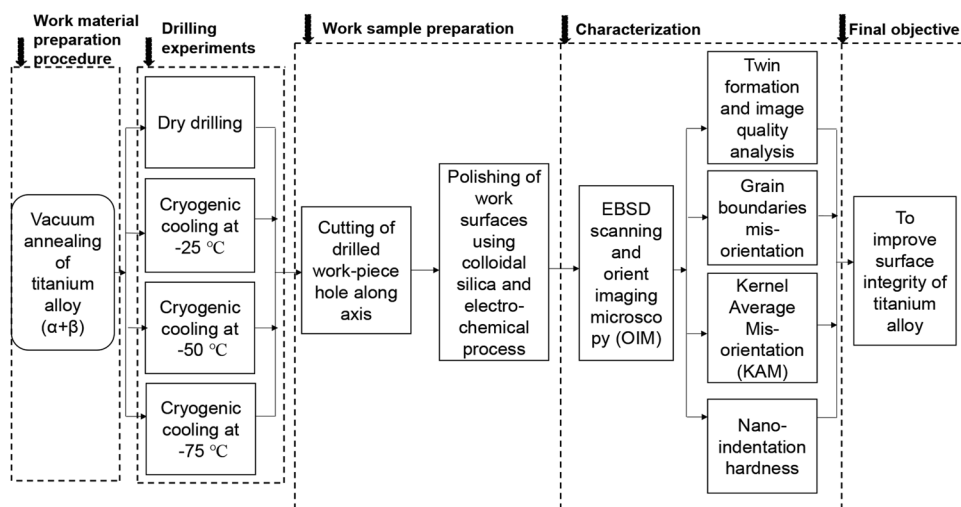 Work material
preparation
procedure
Drilling
experiments
Work sample preparation
Characterization
Final objective
Vacuum
annealing
of
titanium
alloy
(α+β)
Dry drilling
Cryogenic
cooling at
-25 ℃
Cryogenic
cooling at
-50 ℃
Cryogenic
cooling at
-75 ℃
Cutting of
drilled
work-piece
hole along
axis
Polishing of
work
surfaces
using
colloidal
silica and
electro-
chemical
process
EBSD
scanning
and
orient
imaging
microsco
py (OIM)
Twin
formation
and image
quality
analysis
Grain
boundaries
mis-
orientation
Kernel
Average
Mis-
orientation
(KAM)
Nano-
indentation
hardness
To
improve
surface
integrity of
titanium
alloy